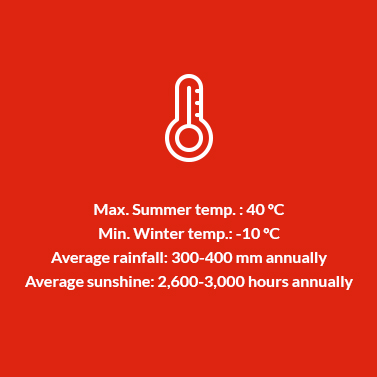 Max. Summer temp. : 40 ºC
Min. Winter temp.: -10 ºC
Average rainfall: 300-400 mm annually
Average sunshine: 2,600-3,000 hours annually